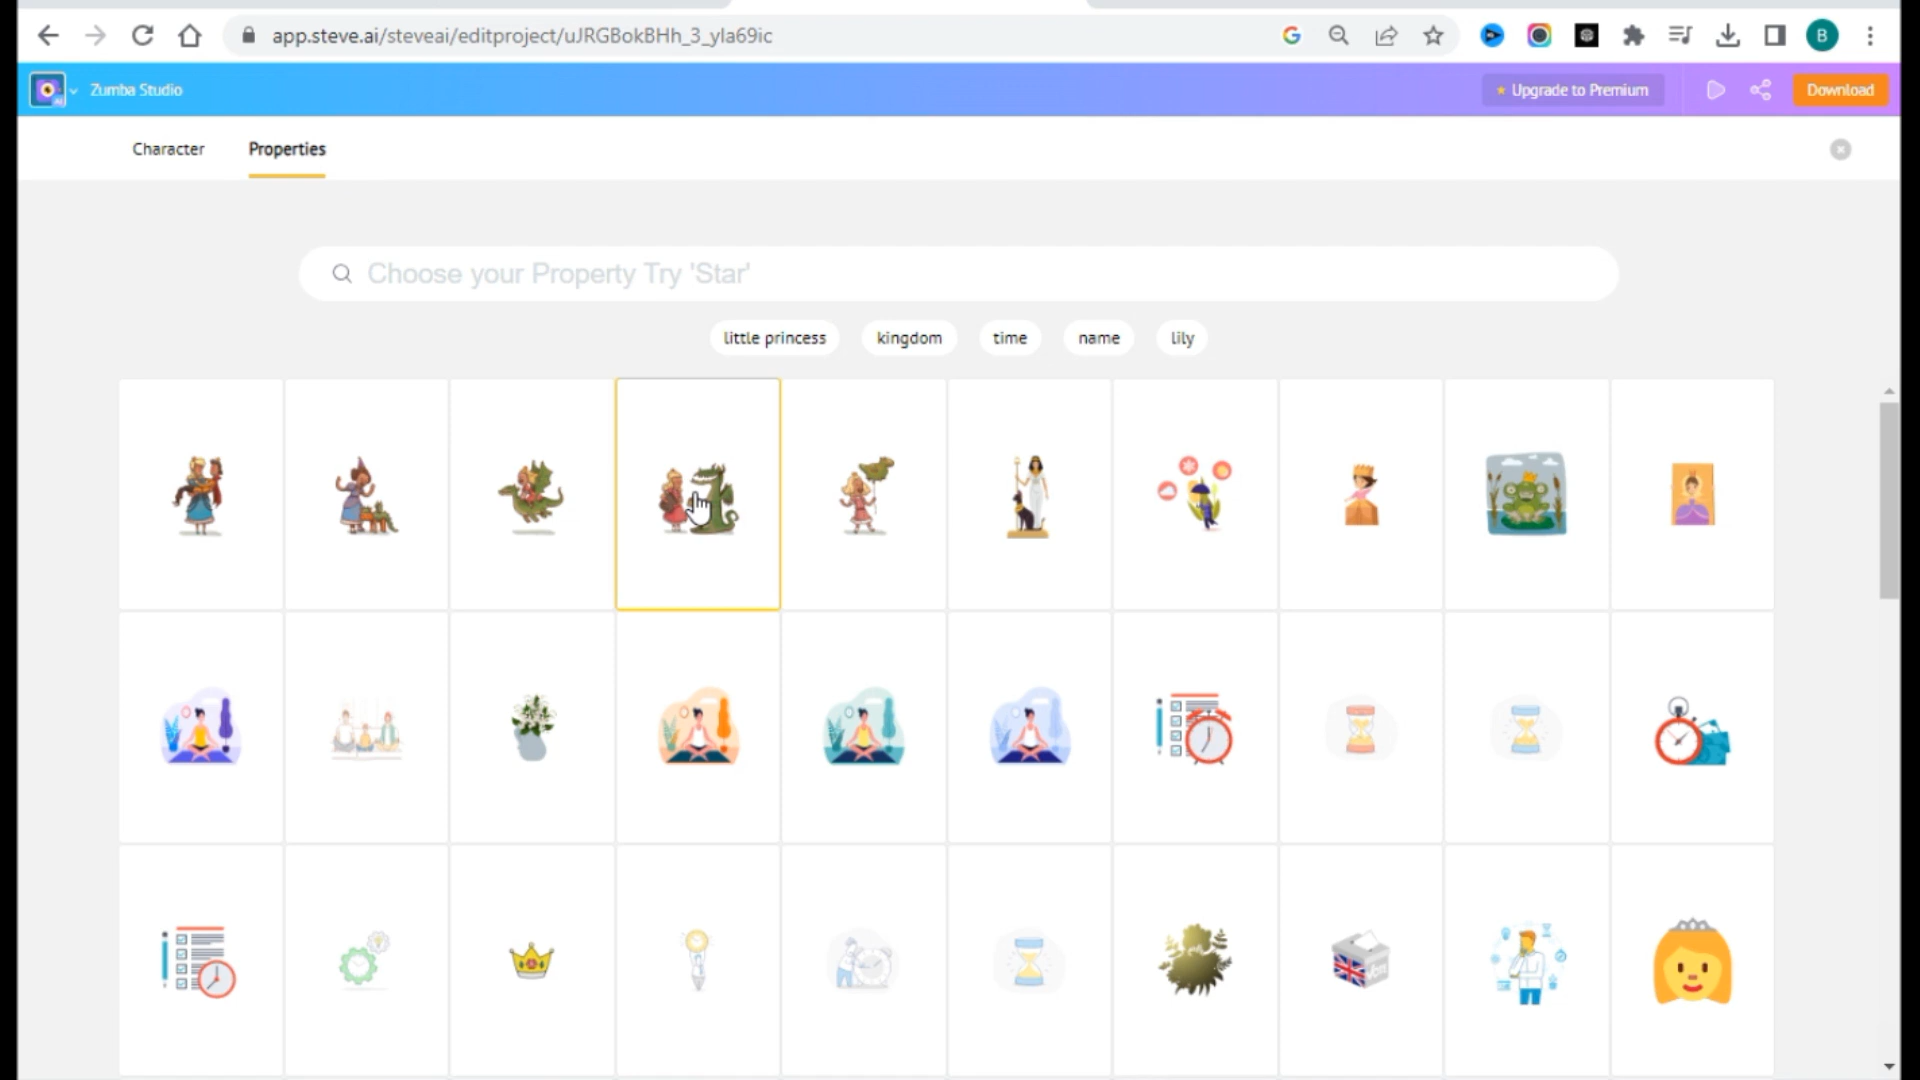 app.steve.ai/steveai/editproject/uJRGBokBHh_3_yla69ic
B
Zumba Studio
Upgrade to Premium
Download
Character
Properties
Choose your Property Try 'Star'
little princess
kingdom
time
name
lily